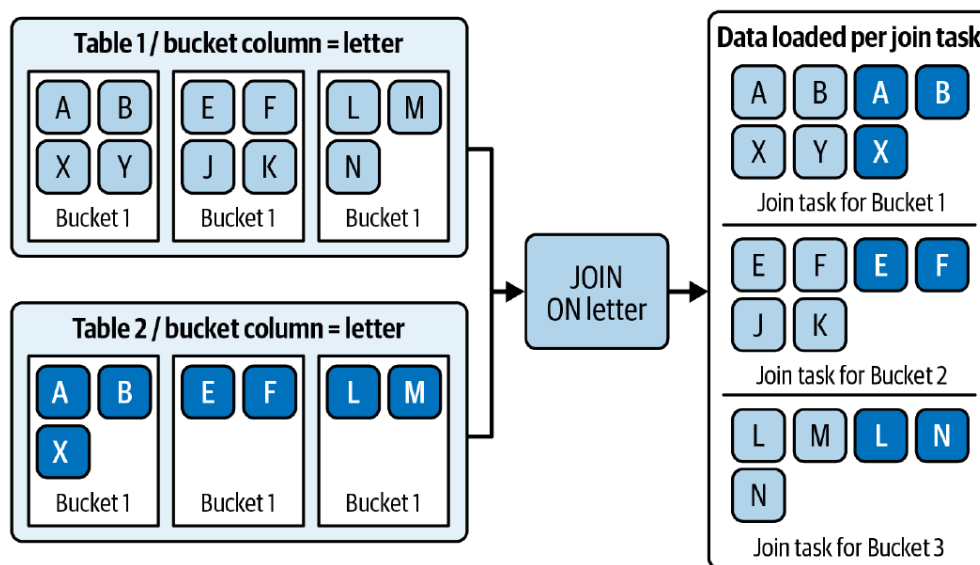 Table 1 / bucket column = letter
A B E F L M
X Y J K N
Bucket 1 Bucket 1 Bucket 1
Table 2 / bucket column = letter
A B E F L M
X
Bucket 1 Bucket 1 Bucket 1
JOIN
ON letter
Data loaded per join task
A B A B
X Y X
Join task for Bucket 1
E F E F
J K
Join task for Bucket 2
L M L N
N
Join task for Bucket 3